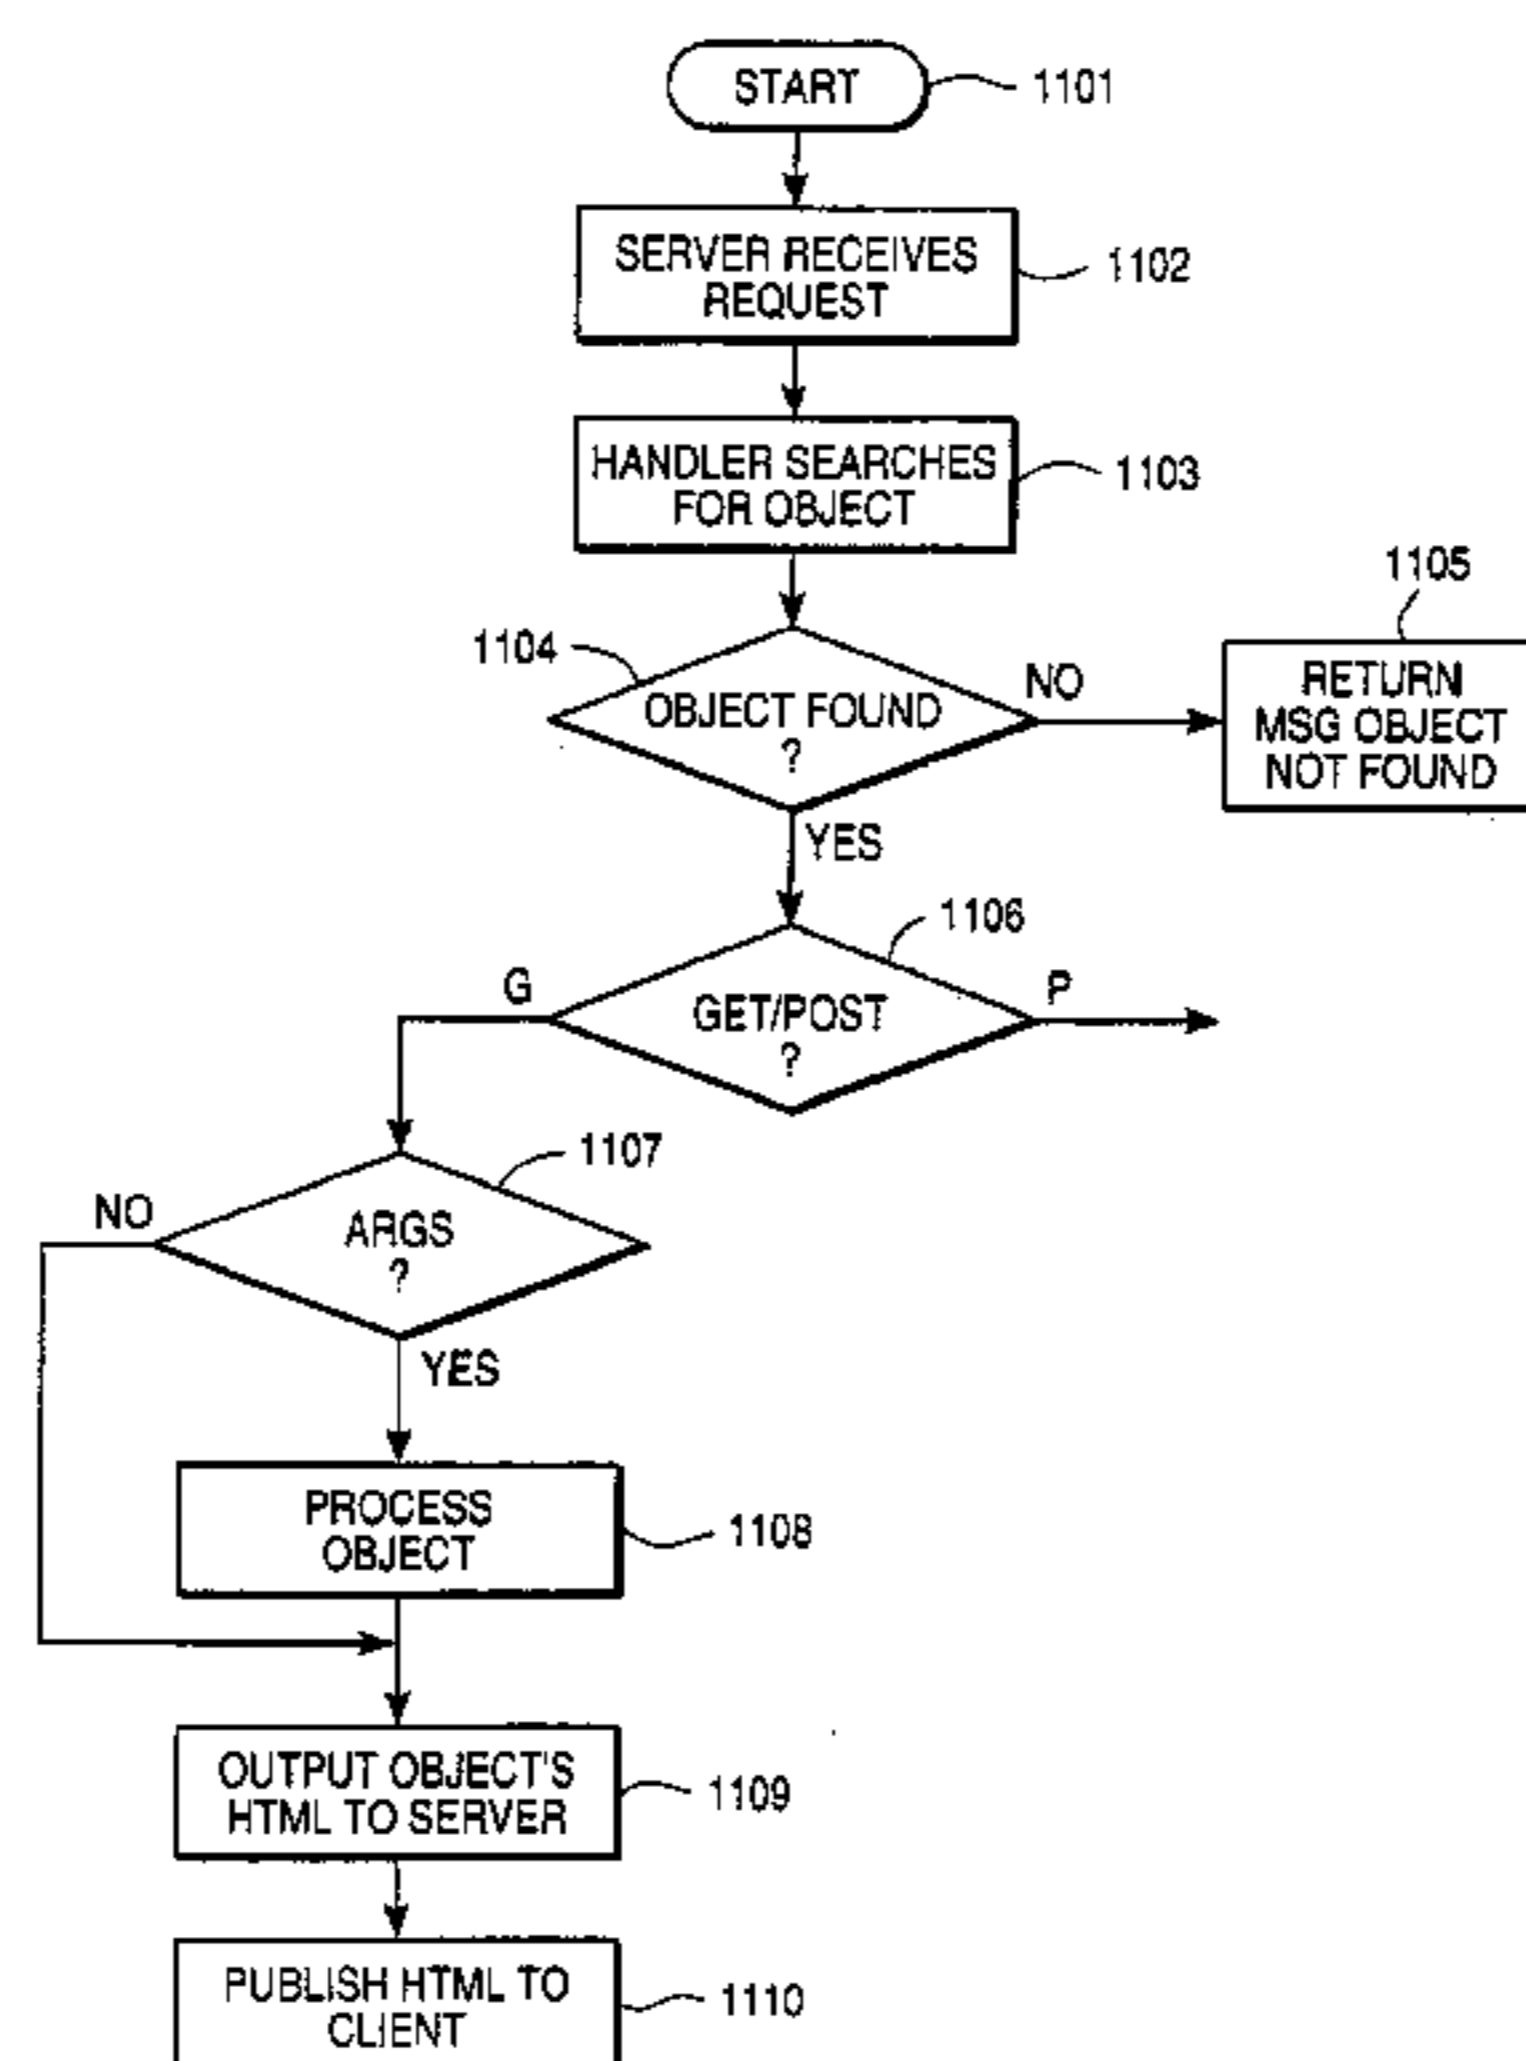 START
1101
SERVER RECEIVES
REQUEST
1102
HANDLER SEARCHES
FOR OBJECT
1103
1104
OBJECT FOUND
?
NO
1105
RETURN
MSG OBJECT
NOT FOUND
YES
1106
G
GET/POST
?
P
1107
NO
ARGS
?
YES
PROCESS
OBJECT
1108
OUTPUT OBJECT'S
HTML TO SERVER
1109
PUBLISH HTML TO
CLIENT
1110